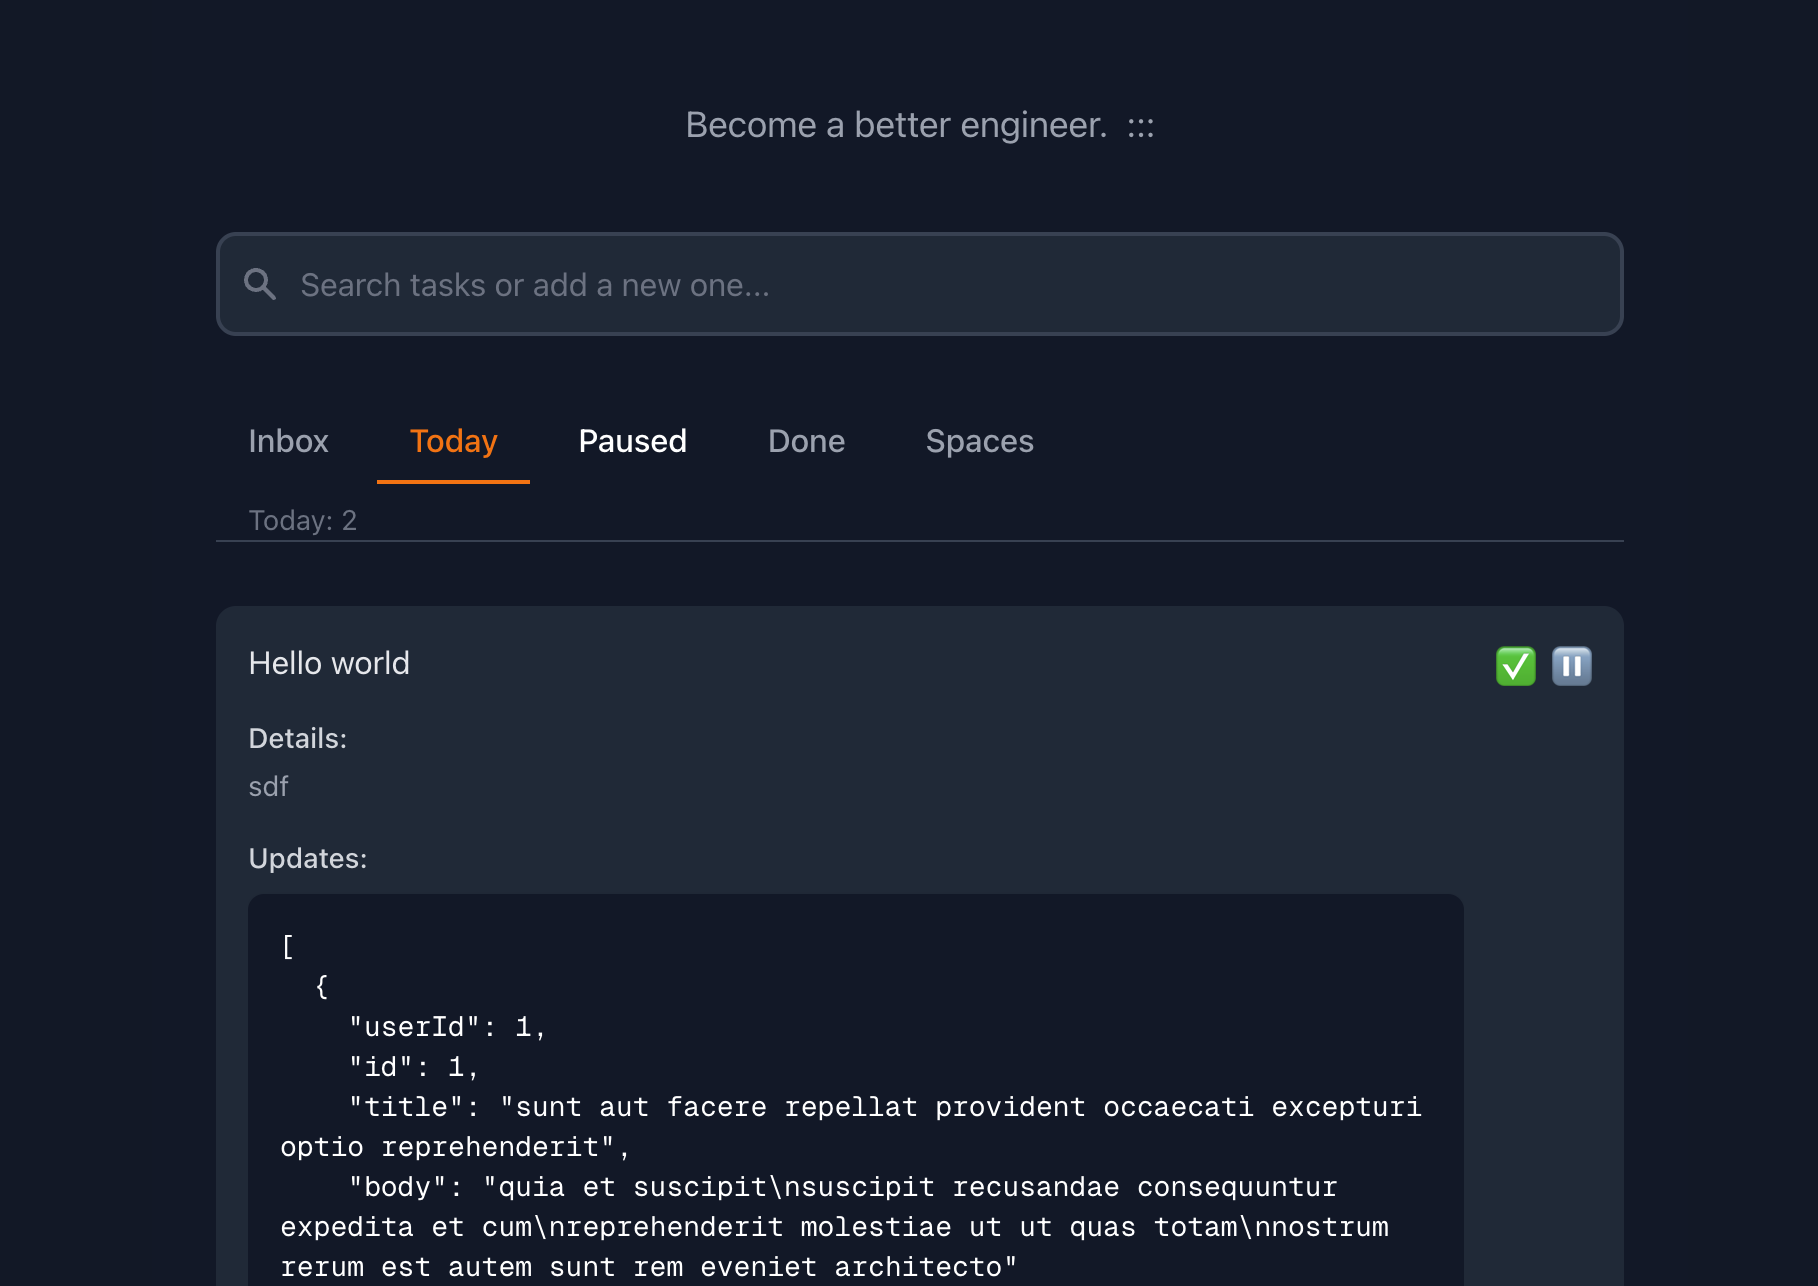 Become a better engineer. :::
Search tasks or add a new one...
Inbox Today Paused Done Spaces
Today: 2
Hello world
Details:
sdf
Updates:
[
  {
    "userId": 1,
    "id": 1,
    "title": "sunt aut facere repellat provident occaecati excepturi
optio reprehenderit",
    "body": "quia et suscipit\nsuscipit recusandae consequuntur
expedita et cum\nreprehenderit molestiae ut ut quas totam\nnostrum
rerum est autem sunt rem eveniet architecto"